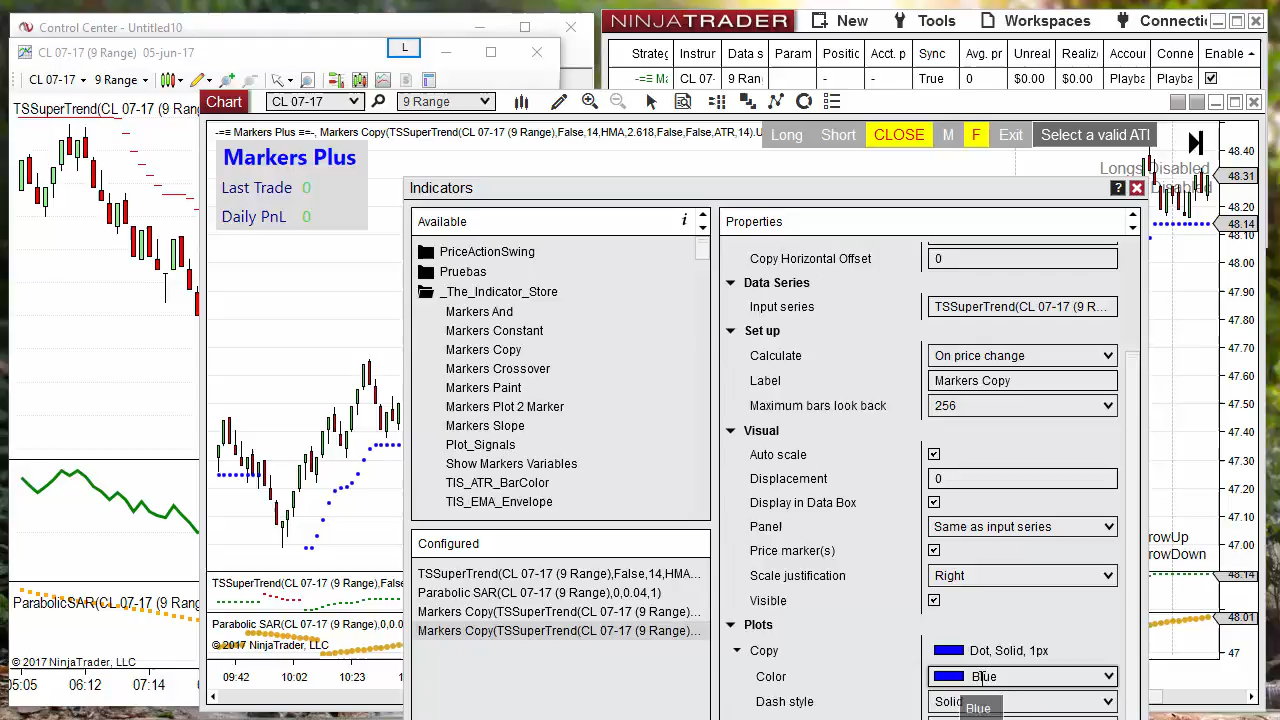 Control Center - Untitled10
NINJATRADER New Tools Workspaces Connectic
CL 07-17 (9 Range) 05-jun-17
L
Strateg Instrur Data s Param Positic Acct. p Sync Avg. pr Unreal Realiz Accour Conne Enable
CL 07- 9 Rang - - True 0 $0.00 $0.00 Playba Playba
CL 07-17 9 Range
Chart CL 07-17 9 Range
TSSuperTrend(CL 07-17 (9 Rang
-== Markers Plus ==-, Markers Copy(TSSuperTrend(CL 07-17 (9 Range),False,14,HMA,2.618,False,False,ATR,14).U
Long Short CLOSE M F Exit Select a valid ATI
Markers Plus
Last Trade 0
Daily PnL 0
Longs Disabled
Disabled
48.40
48.31
48.20
48.14
48.10
47.90
47.80
47.70
47.60
47.50
47.40
47.30
47.20
47.10
47.00
48.14
48.01
47
Indicators
?
Available
i
PriceActionSwing
Pruebas
_The_Indicator_Store
Markers And
Markers Constant
Markers Copy
Markers Crossover
Markers Paint
Markers Plot 2 Marker
Markers Slope
Plot_Signals
Show Markers Variables
TIS_ATR_BarColor
TIS_EMA_Envelope
Configured
TSSuperTrend(CL 07-17 (9 Range),False,14,HMA...
Parabolic SAR(CL 07-17 (9 Range),0,0.04,1)
Markers Copy(TSSuperTrend(CL 07-17 (9 Range)...
Markers Copy(TSSuperTrend(CL 07-17 (9 Range)...
Properties
Copy Horizontal Offset 0
Data Series
Input series TSSuperTrend(CL 07-17 (9 R...
Set up
Calculate On price change
Label Markers Copy
Maximum bars look back 256
Visual
Auto scale
Displacement 0
Display in Data Box
Panel Same as input series
Price marker(s)
Scale justification Right
Visible
Plots
Copy Dot, Solid, 1px
Color Blue
Dash style Solid
Blue
rowUp
rowDown
TSSuperTrend(CL 07-17 (9 Range),False
ParabolicSAR(CL 07-17 (9 Rang
Parabolic SAR(CL 07-17 (9 Range),0,0.0
© 2017 NinjaTrader, LLC
© 2017 NinjaTrader, LLC
05:05 06:12 07:14
09:42 10:02 10:23